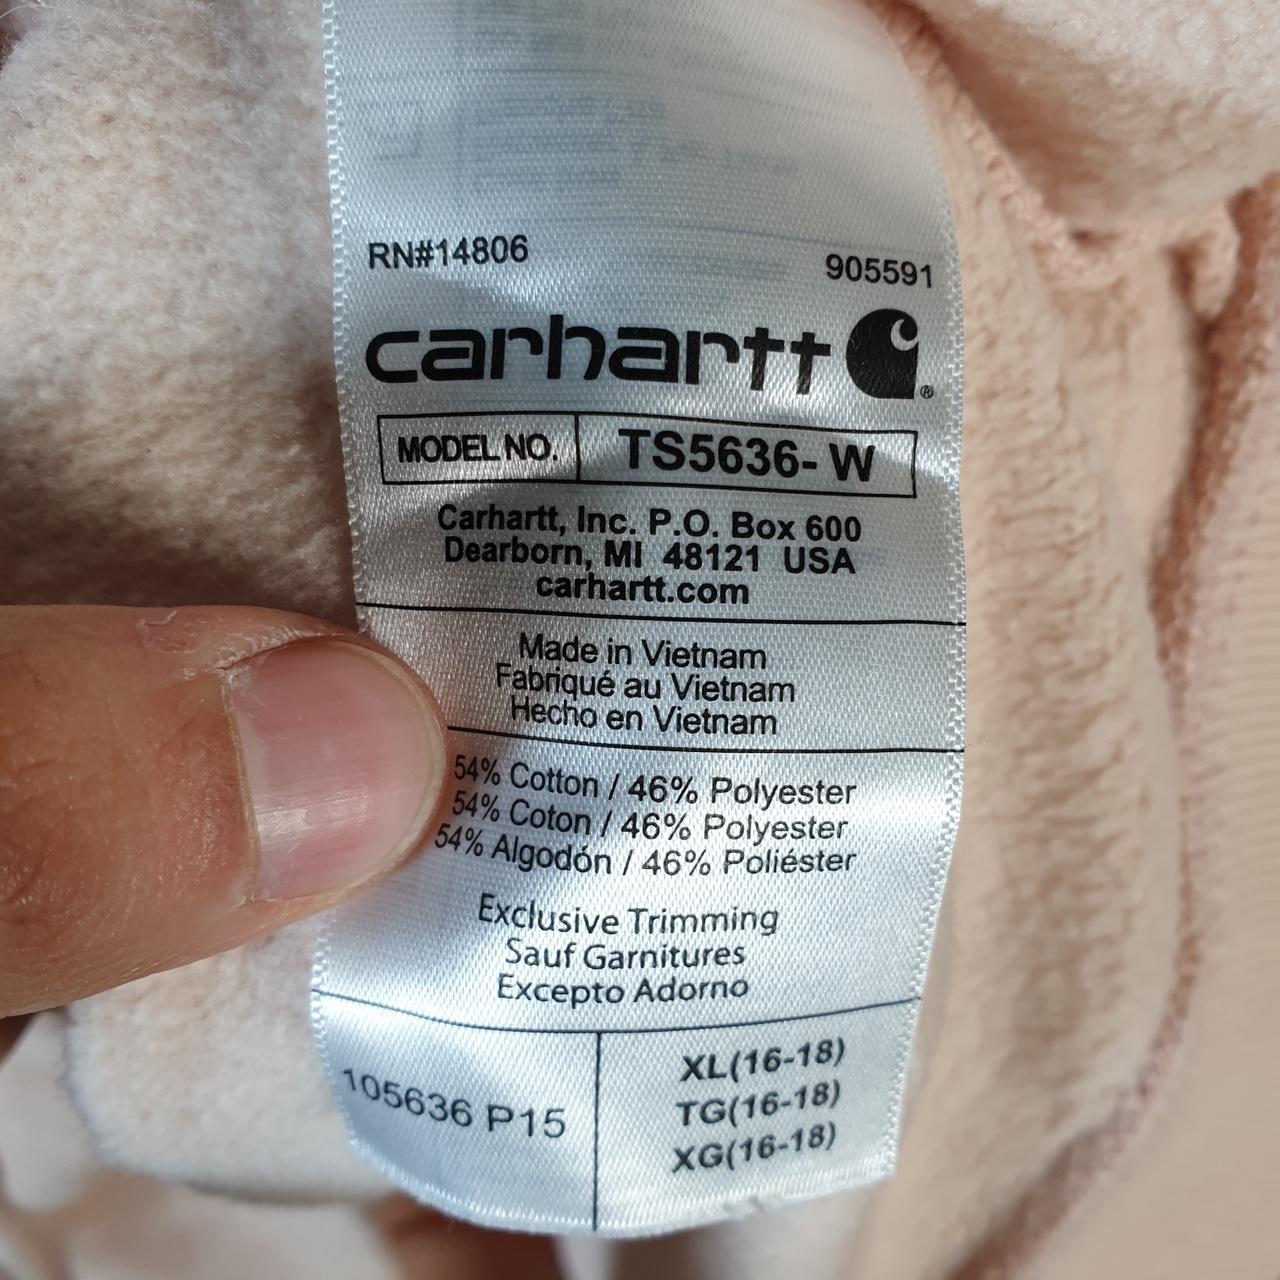 RN#14806 905591
carhartt ®
MODEL NO. TS5636- W
Carhartt, Inc. P.O. Box 600
Dearborn, MI 48121 USA
carhartt.com
Made in Vietnam
Fabriqué au Vietnam
Hecho en Vietnam
54% Cotton / 46% Polyester
54% Coton / 46% Polyester
54% Algodón / 46% Poliéster
Exclusive Trimming
Sauf Garnitures
Excepto Adorno
105636 P15
XL(16-18)
TG(16-18)
XG(16-18)